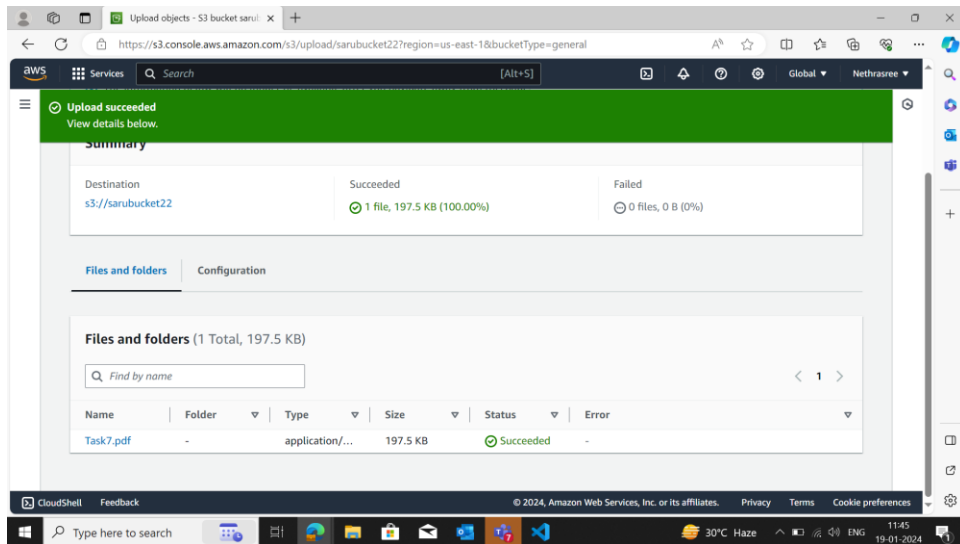 Upload objects - S3 bucket sarul
https://s3.console.aws.amazon.com/s3/upload/sarubucket22?region=us-east-1&bucketType=general
aws
Services
Search
[Alt+S]
Global
Nethrasree
Upload succeeded
View details below.
Summary
Destination
Succeeded
Failed
s3://sarubucket22
1 file, 197.5 KB (100.00%)
0 files, 0 B (0%)
Files and folders
Configuration
Files and folders (1 Total, 197.5 KB)
Find by name
1
Name
Folder
Type
Size
Status
Error
Task7.pdf
-
application/...
197.5 KB
Succeeded
-
CloudShell
Feedback
© 2024, Amazon Web Services, Inc. or its affiliates.
Privacy
Terms
Cookie preferences
Type here to search
30°C Haze
ENG
11:45
19-01-2024